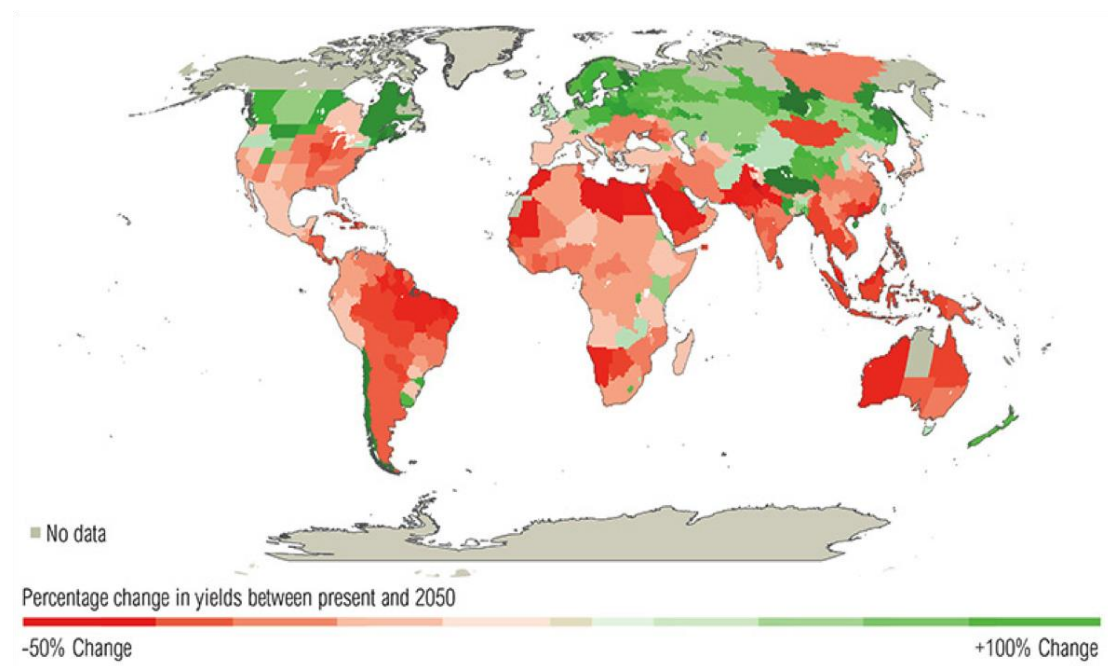 No data
Percentage change in yields between present and 2050
-50% Change
+100% Change